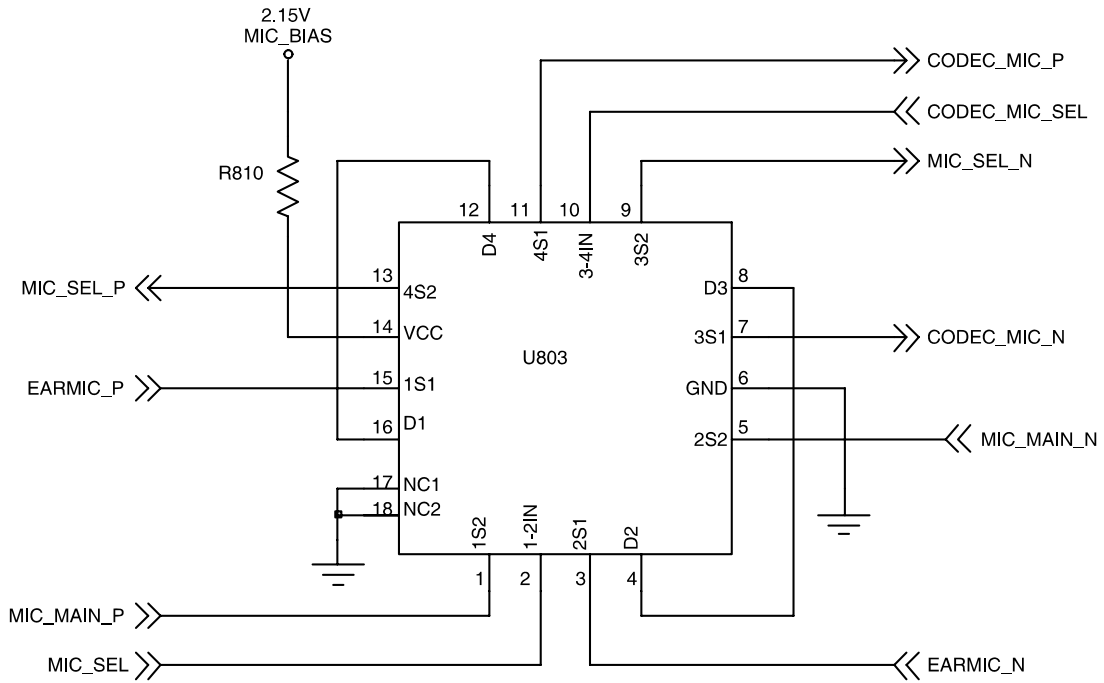 2.15V
MIC_BIAS
CODEC_MIC_P
CODEC_MIC_SEL
R810
MIC_SEL_N
12 11 10 9
D4 4S1 3-4IN 3S2
MIC_SEL_P 13 4S2 D3 8
14 VCC 3S1 7 CODEC_MIC_N
U803
EARMIC_P 15 1S1 GND 6
16 D1 2S2 5 MIC_MAIN_N
17 NC1
18 NC2
1S2 1-2IN 2S1 D2
1 2 3 4
MIC_MAIN_P
MIC_SEL EARMIC_N